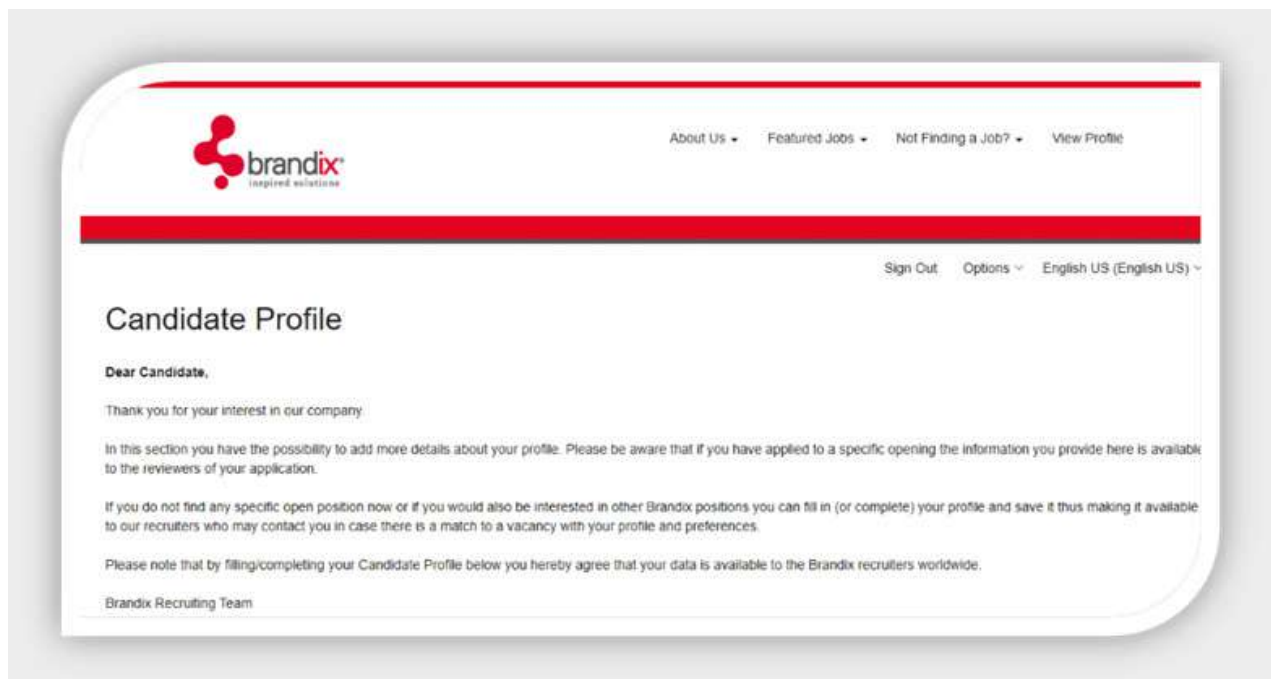 brandix
inspired solutions
About Us Featured Jobs Not Finding a Job? View Profile
Sign Out Options English US (English US)
Candidate Profile
Dear Candidate,
Thank you for your interest in our company.
In this section you have the possibility to add more details about your profile. Please be aware that if you have applied to a specific opening the information you provide here is available
to the reviewers of your application.
If you do not find any specific open position now or if you would also be interested in other Brandix positions you can fill in (or complete) your profile and save it thus making it available
to our recruiters who may contact you in case there is a match to a vacancy with your profile and preferences.
Please note that by filling/completing your Candidate Profile below you hereby agree that your data is available to the Brandix recruiters worldwide.
Brandix Recruiting Team